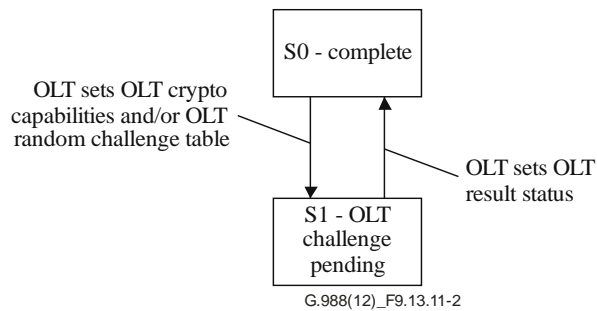 S0 - complete
OLT sets OLT crypto
capabilities and/or OLT
random challenge table
OLT sets OLT
result status
S1 - OLT
challenge
pending
G.988(12)_F9.13.11-2